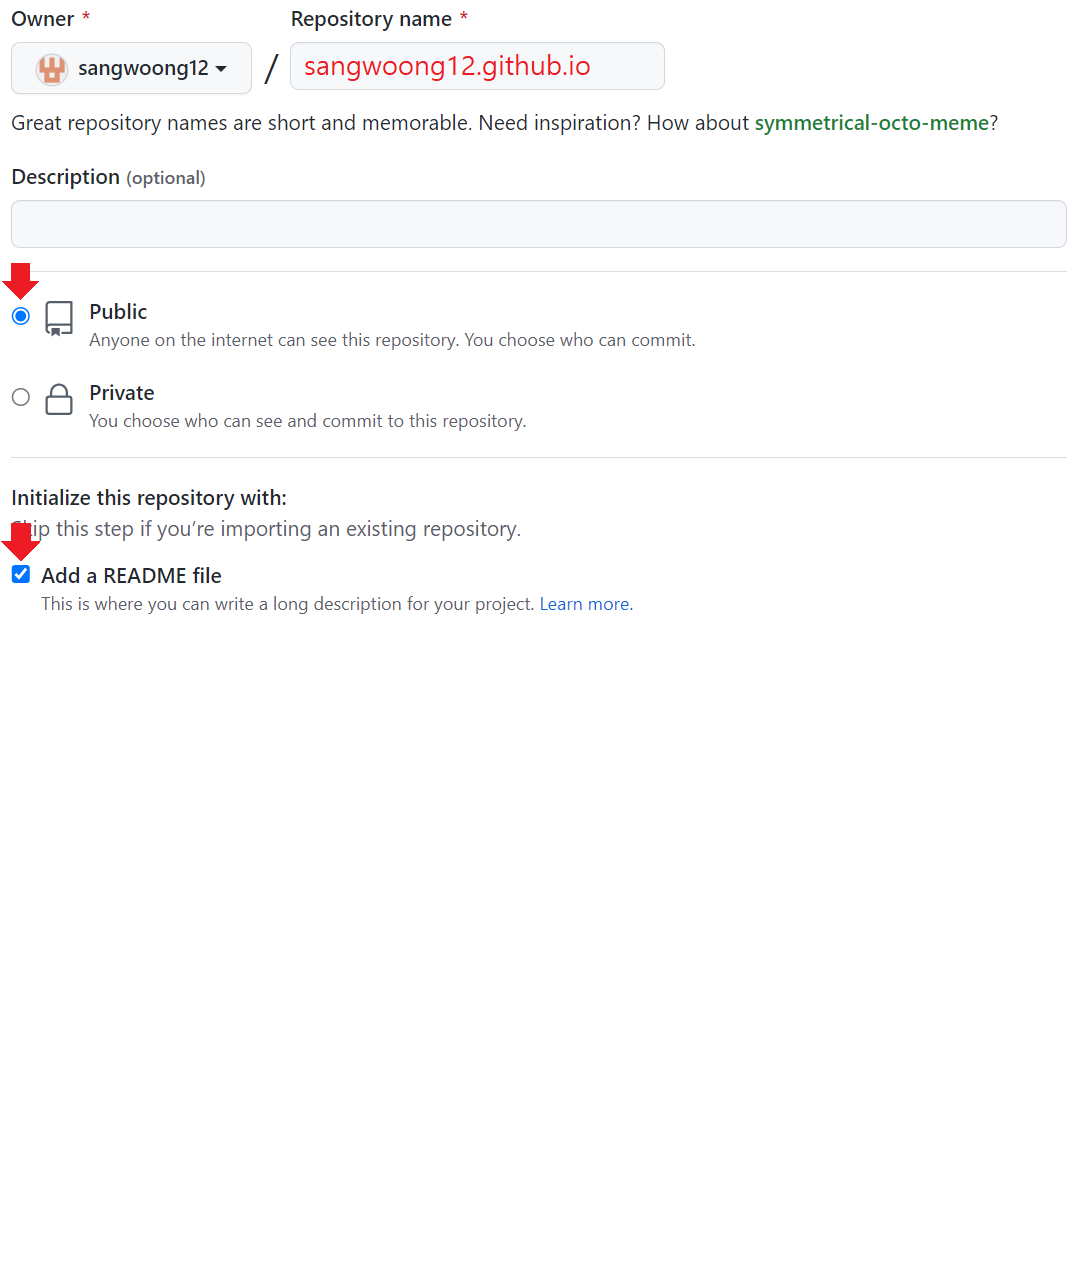 Owner * Repository name *
sangwoong12 / sangwoong12.github.io
Great repository names are short and memorable. Need inspiration? How about symmetrical-octo-meme?
Description (optional)
Public
Anyone on the internet can see this repository. You choose who can commit.
Private
You choose who can see and commit to this repository.
Initialize this repository with:
Skip this step if you’re importing an existing repository.
Add a README file
This is where you can write a long description for your project. Learn more.